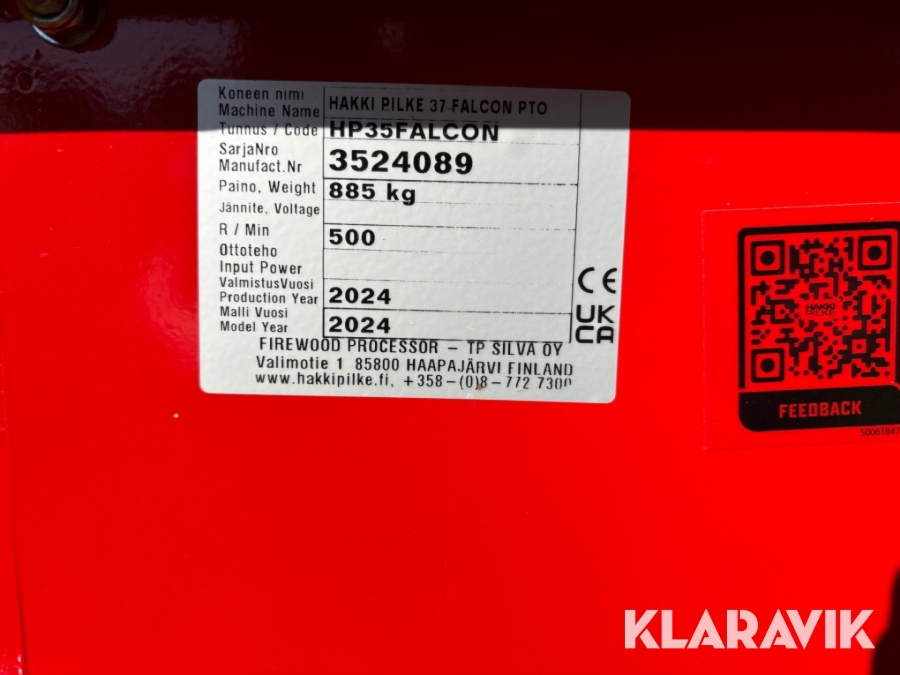 Koneen nimi
Machine Name HAKKI PILKE 37 FALCON PTO
Tunnus / Code HP35FALCON
SarjaNro
Manufact.Nr 3524089
Paino, Weight 885 kg
Jännite, Voltage
R / Min 500
Ottoteho
Input Power
ValmistusVuosi
Production Year 2024
Malli Vuosi
Model Year 2024
CE
UK
CA
FIREWOOD PROCESSOR - TP SILVA OY
Valimotie 1 85800 HAAPAJÄRVI FINLAND
www.hakkipilke.fi, +358-(0)8-772 7300
HAKKI
PILKE
FEEDBACK
S0061847
KLARAVIK